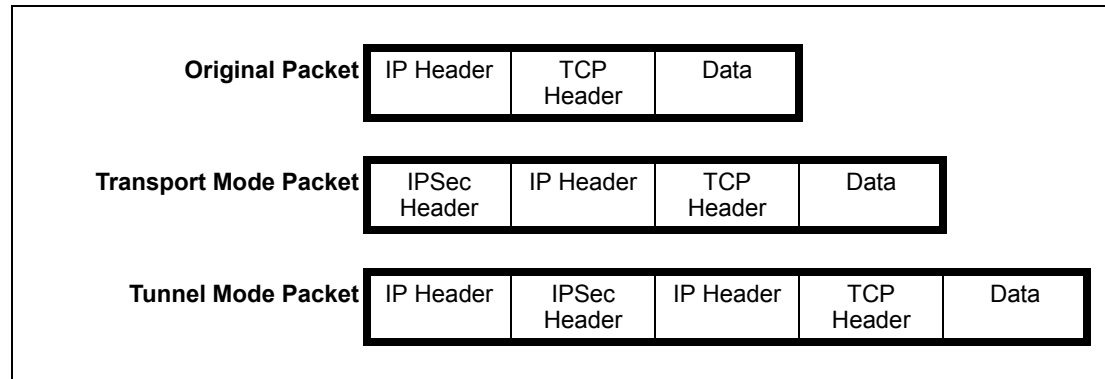 Original Packet
IP Header
TCP
Header
Data
Transport Mode Packet
IPSec
Header
IP Header
TCP
Header
Data
Tunnel Mode Packet
IP Header
IPSec
Header
IP Header
TCP
Header
Data